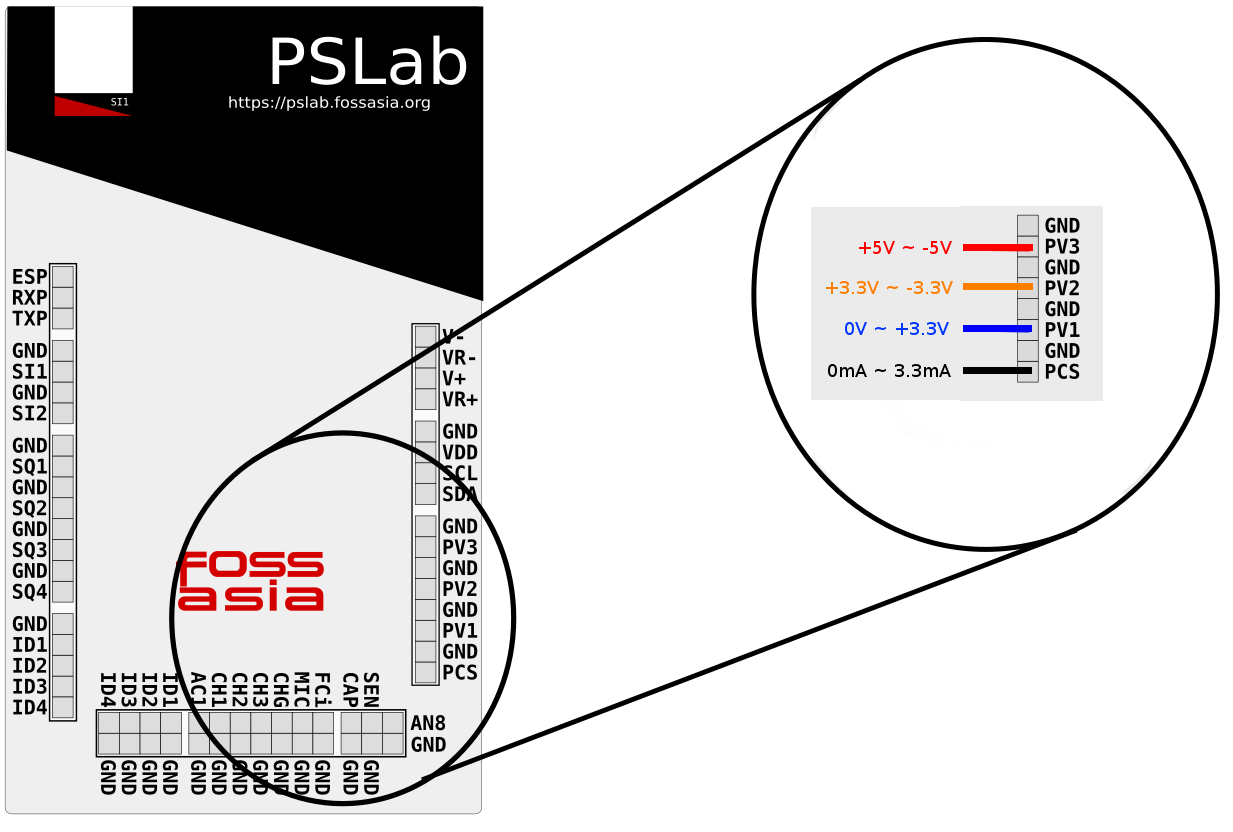 PSLab
SI1
https://pslab.fossasia.org
ESP
RXP
TXP
GND
SI1
GND
SI2
GND
SQ1
GND
SQ2
GND
SQ3
GND
SQ4
GND
ID1
ID2
ID3
ID4
V-
VR-
V+
VR+
GND
VDD
SCL
SDA
GND
PV3
GND
PV2
GND
PV1
GND
PCS
FOSS
asia
ID4 ID3 ID2 ID1 AC1 CH1 CH2 CH3 CHG MIC FCi CAP SEN
AN8
GND
GND GND GND GND GND GND GND GND GND GND GND GND GND
GND
+5V ~ -5V PV3
GND
+3.3V ~ -3.3V PV2
GND
0V ~ +3.3V PV1
GND
0mA ~ 3.3mA PCS